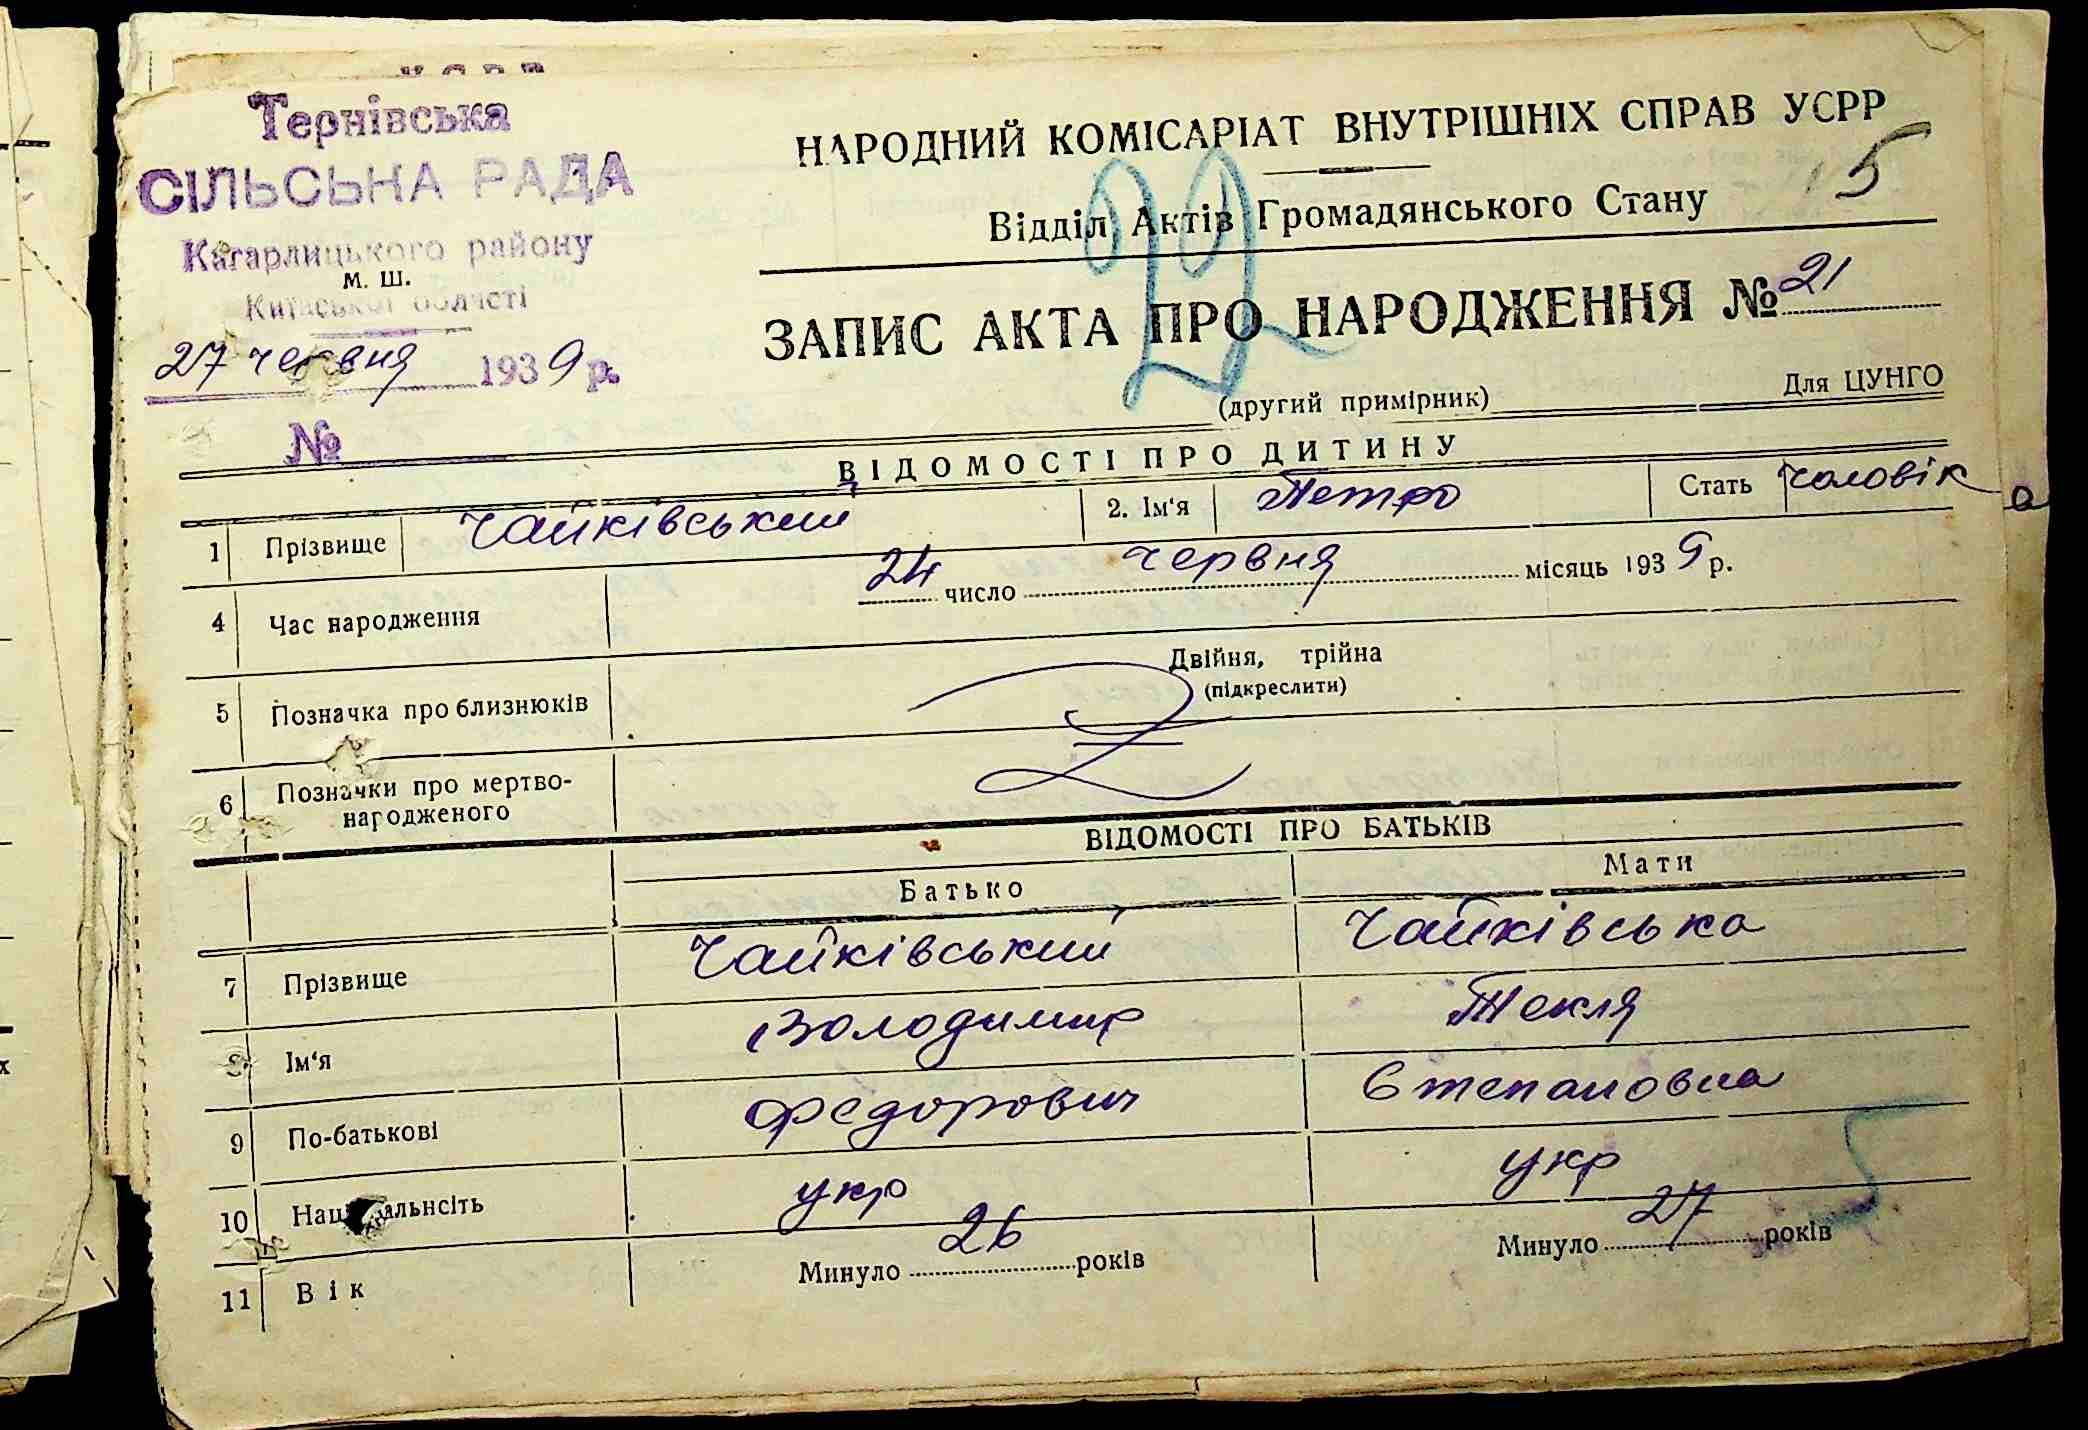 Тернівська
СІЛЬСЬКА РАДА
Кагарлицького району
М. Ш.
Київської області
27 червня 1939 р.
№
НАРОДНИЙ КОМІСАРІАТ ВНУТРІШНІХ СПРАВ УСРР
Відділ Актів Громадянського Стану
15
22
ЗАПИС АКТА ПРО НАРОДЖЕННЯ № 21
(другий примірник)
Для ЦУНГО
ВІДОМОСТІ ПРО ДИТИНУ
1 Прізвище Чайківський 2. Ім'я Петро Стать чоловіча
4 Час народження 24 число червня місяць 1939 р.
5 Позначка про близнюків Двійня, трійна
(підкреслити)
6 Позначки про мертво-
народженого
ВІДОМОСТІ ПРО БАТЬКІВ
Батько Мати
7 Прізвище Чайківський Чайківська
8 Ім'я Володимир Текля
9 По-батькові Федорович Степановна
10 Національнсіть укр укр
11 Вік Минуло 26 років Минуло 27 років